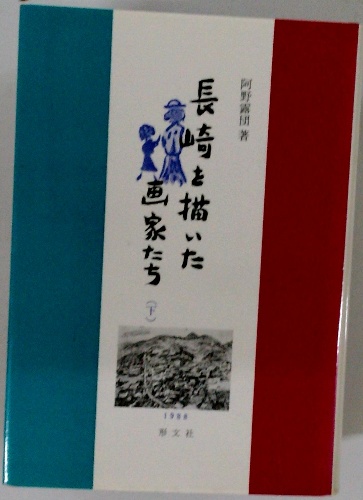 阿野露団 著
長崎を描いた
画家たち
(下)
1988
形文社